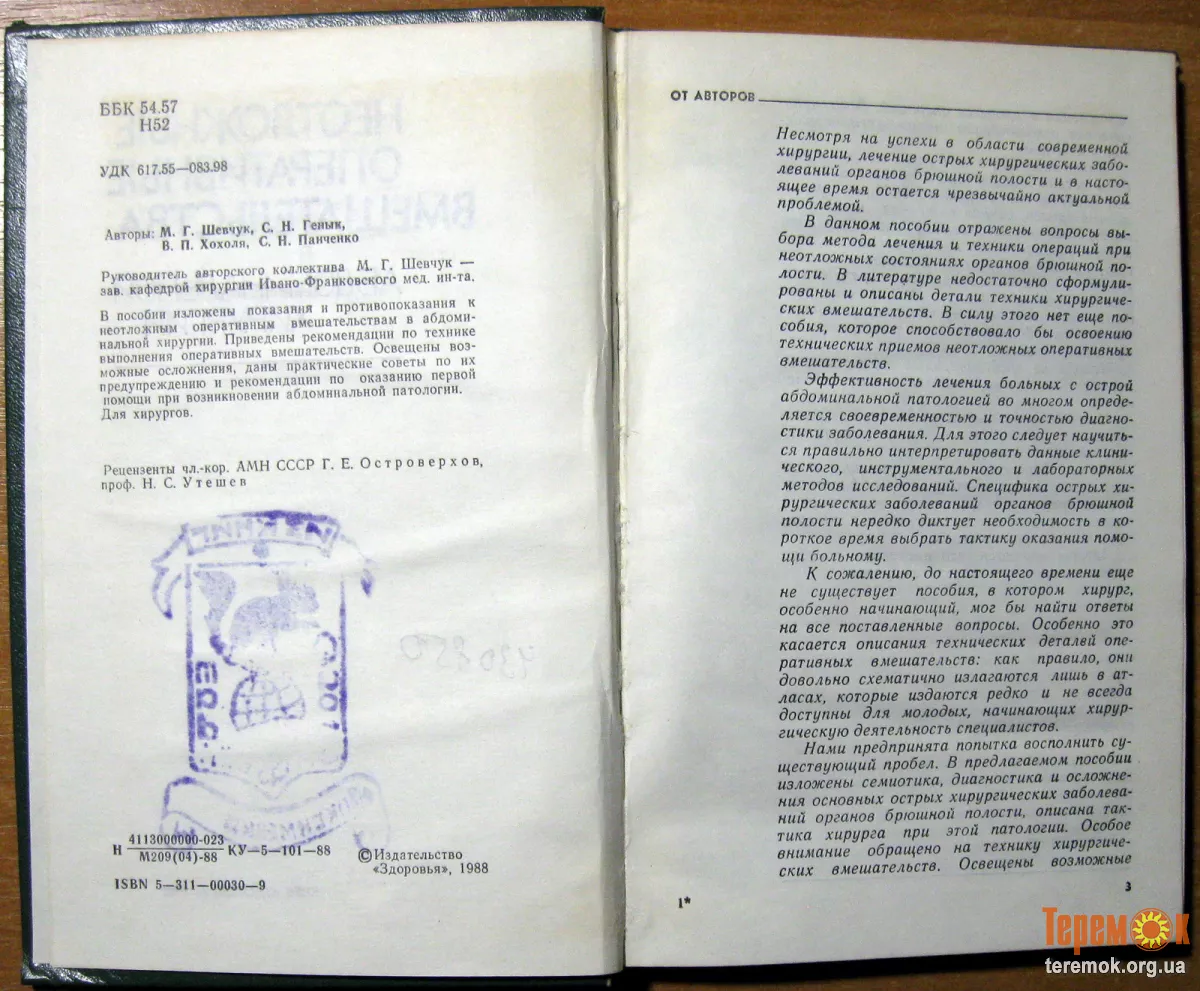 ББК 54.57
Н52
УДК 617.55—083.98
Авторы: М. Г. Шевчук, С. Н. Генык,
В. П. Хохоля, С. Н. Панченко
Руководитель авторского коллектива М. Г. Шевчук —
зав. кафедрой хирургии Ивано-Франковского мед. ин-та.
В пособии изложены показания и противопоказания к
неотложным оперативным вмешательствам в абдоми-
нальной хирургии. Приведены рекомендации по технике
выполнения оперативных вмешательств. Освещены воз-
можные осложнения, даны практические советы по их
предупреждению и рекомендации по оказанию первой
помощи при возникновении абдоминальной патологии.
Для хирургов.
Рецензенты чл.-кор. АМН СССР Г. Е. Островерхов,
проф. Н. С. Утешев
Н 4113000000-023
М209(04)-88 КУ—5—101—88
© Издательство
«Здоровья», 1988
ISBN 5—311—00030—9
ОТ АВТОРОВ
Несмотря на успехи в области современной
хирургии, лечение острых хирургических забо-
леваний органов брюшной полости и в насто-
ящее время остается чрезвычайно актуальной
проблемой.
В данном пособии отражены вопросы вы-
бора метода лечения и техники операций при
неотложных состояниях органов брюшной по-
лости. В литературе недостаточно сформули-
рованы и описаны детали техники хирургиче-
ских вмешательств. В силу этого нет еще по-
собия, которое способствовало бы освоению
технических приемов неотложных оперативных
вмешательств.
Эффективность лечения больных с острой
абдоминальной патологией во многом опреде-
ляется своевременностью и точностью диагно-
стики заболевания. Для этого следует научить-
ся правильно интерпретировать данные клини-
ческого, инструментального и лабораторных
методов исследований. Специфика острых хи-
рургических заболеваний органов брюшной
полости нередко диктует необходимость в ко-
роткое время выбрать тактику оказания помо-
щи больному.
К сожалению, до настоящего времени еще
не существует пособия, в котором хирург,
особенно начинающий, мог бы найти ответы
на все поставленные вопросы. Особенно это
касается описания технических деталей опе-
ративных вмешательств: как правило, они
довольно схематично излагаются лишь в ат-
ласах, которые издаются редко и не всегда
доступны для молодых, начинающих хирур-
гическую деятельность специалистов.
Нами предпринята попытка восполнить су-
ществующий пробел. В предлагаемом пособии
изложены семиотика, диагностика и осложне-
ния основных острых хирургических заболева-
ний органов брюшной полости, описана так-
тика хирурга при этой патологии. Особое
внимание обращено на технику хирургиче-
ских вмешательств. Освещены возможные
1*
3
Теремок
teremok.org.ua